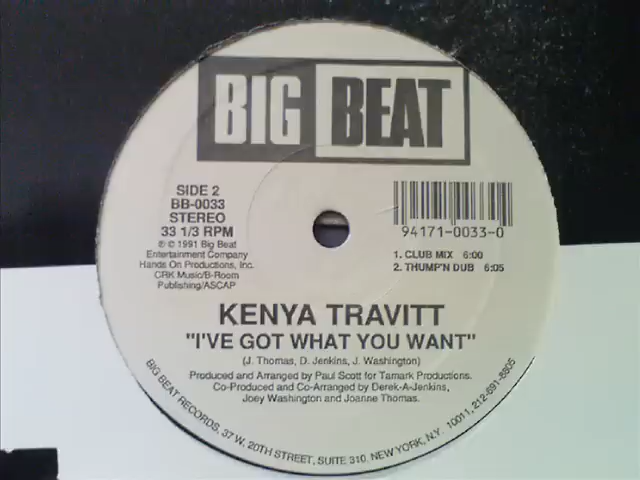 BIG BEAT
SIDE 2
BB-0033
STEREO
33 1/3 RPM
℗ © 1991 Big Beat
Entertainment Company
Hands On Productions, Inc.
CRK Music/B-Room
Publishing/ASCAP
94171-0033-0
1. CLUB MIX 6:00
2. THUMP'N DUB 6:05
KENYA TRAVITT
"I'VE GOT WHAT YOU WANT"
(J. Thomas, D. Jenkins, J. Washington)
Produced and Arranged by Paul Scott for Tamark Productions.
Co-Produced and Co-Arranged by Derek-A-Jenkins,
Joey Washington and Joanne Thomas.
BIG BEAT RECORDS, 37 W. 20TH STREET, SUITE 310, NEW YORK, N.Y. 10011, 212-691-8805